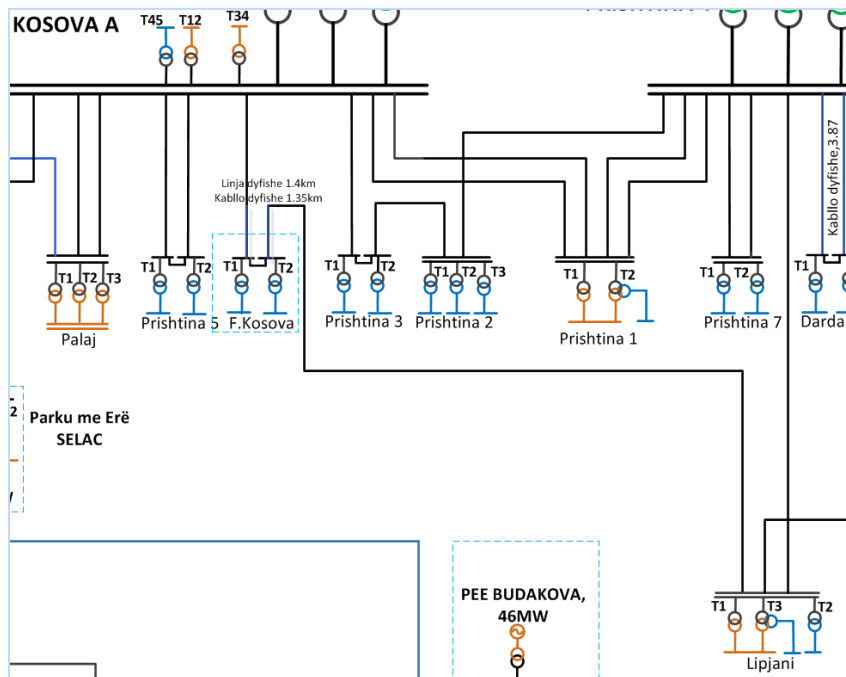 KOSOVA A
T45
T12
T34
Linja dyfishe 1.4km
Kabllo dyfishe 1.35km
Kabllo dyfishe,3.87
T1 T2 T3
Palaj
T1 T2
Prishtina 5
T1 T2
F.Kosova
T1 T2
Prishtina 3
T1 T2 T3
Prishtina 2
T1 T2
Prishtina 1
T1 T2
Prishtina 7
T1
Darda
2
Parku me Erë
SELAC
PEE BUDAKOVA,
46MW
T1 T3 T2
Lipjani